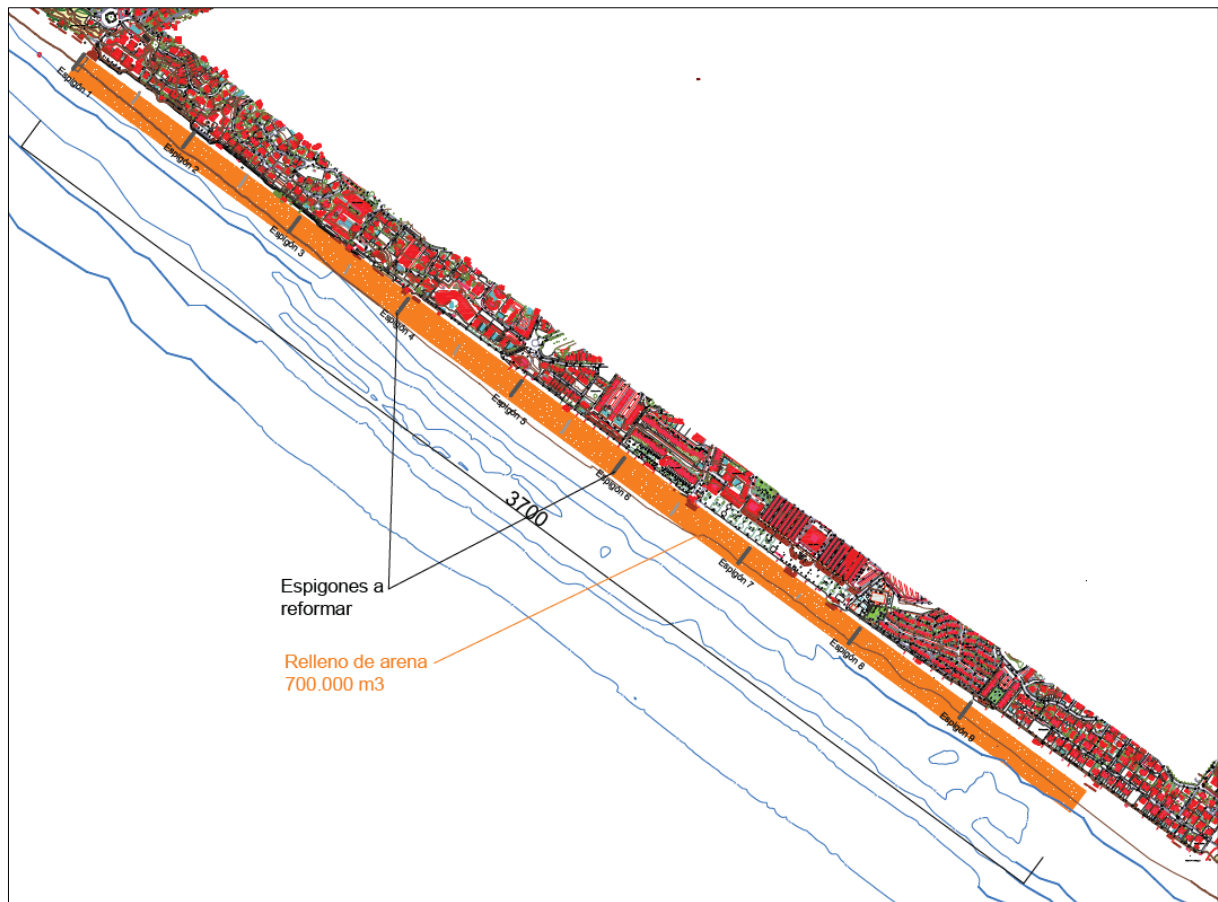 Espigón 1
Espigón 2
Espigón 3
Espigón 4
Espigón 5
Espigón 6
Espigón 7
Espigón 8
Espigón 9
3700
Espigones a
reformar
Relleno de arena
700.000 m3